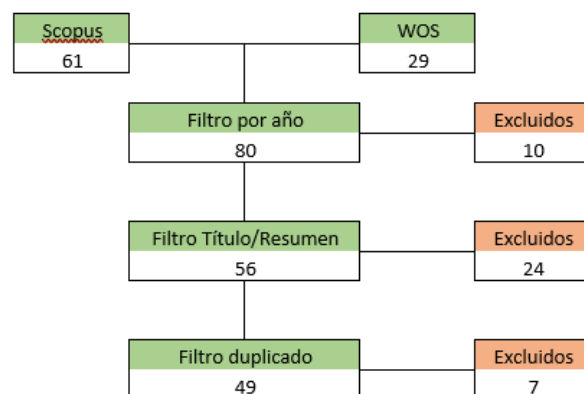 Scopus
61
WOS
29
Filtro por año
80
Excluidos
10
Filtro Título/Resumen
56
Excluidos
24
Filtro duplicado
49
Excluidos
7